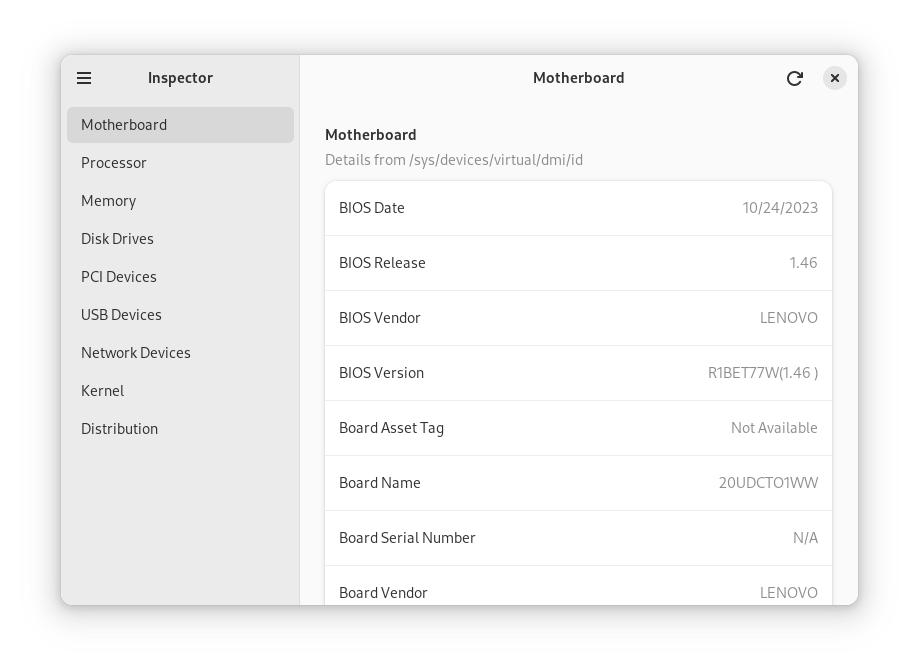 Inspector
Motherboard
Processor
Memory
Disk Drives
PCI Devices
USB Devices
Network Devices
Kernel
Distribution
Motherboard
Motherboard
Details from /sys/devices/virtual/dmi/id
BIOS Date 10/24/2023
BIOS Release 1.46
BIOS Vendor LENOVO
BIOS Version R1BET77W(1.46 )
Board Asset Tag Not Available
Board Name 20UDCTO1WW
Board Serial Number N/A
Board Vendor LENOVO